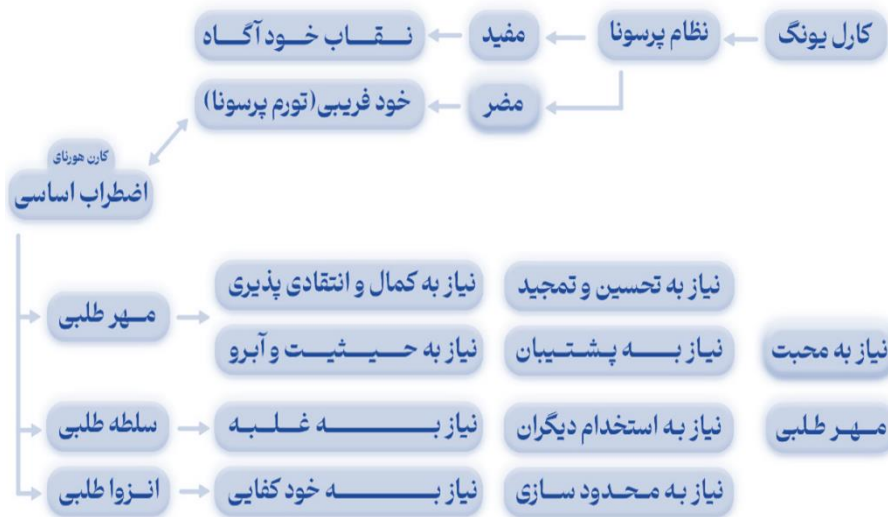 کارل یونگ
نظام پرسونا
مفید
نقاب خودآگاه
مضر
خود فریبی(تورم پرسونا)
کارن هورنای
اضطراب اساسی
مهر طلبی
نیاز به کمال و انتقادی پذیری
نیاز به تحسین و تمجید
نیاز به حیثیت و آبرو
نیاز به پشتیبان
نیاز به محبت
سلطه طلبی
نیاز به غلبه
نیاز به استخدام دیگران
مهر طلبی
انزوا طلبی
نیاز به خود کفایی
نیاز به محدود سازی